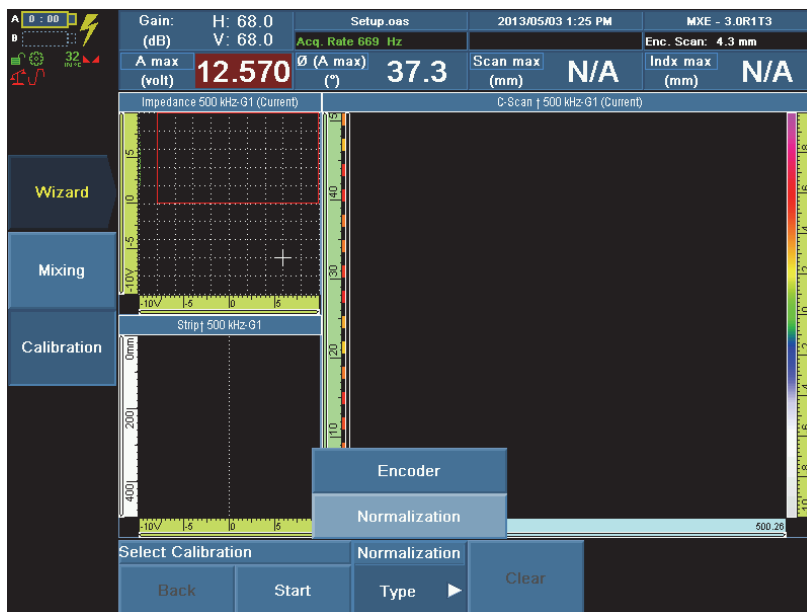 A 0 : 00
B
32
IN °C
Gain: H: 68.0
(dB) V: 68.0
Setup.oas
2013/05/03 1:25 PM
MXE - 3.0R1T3
Acq. Rate 669 Hz
Enc. Scan: 4.3 mm
A max
(volt)
12.570
Ø (A max)
(°)
37.3
Scan max
(mm)
N/A
Indx max
(mm)
N/A
Impedance 500 kHz-G1 (Current)
C-Scan † 500 kHz-G1 (Current)
Wizard
Mixing
Calibration
|5
|0
|-5
-10V
-10V |-5 |0 |5
Strip† 500 kHz-G1
0mm
200|
400|
-10V |-5 |0 |5
|40
|30
|20
|10
500.26
Encoder
Normalization
Select Calibration
Normalization
Back
Start
Type
Clear